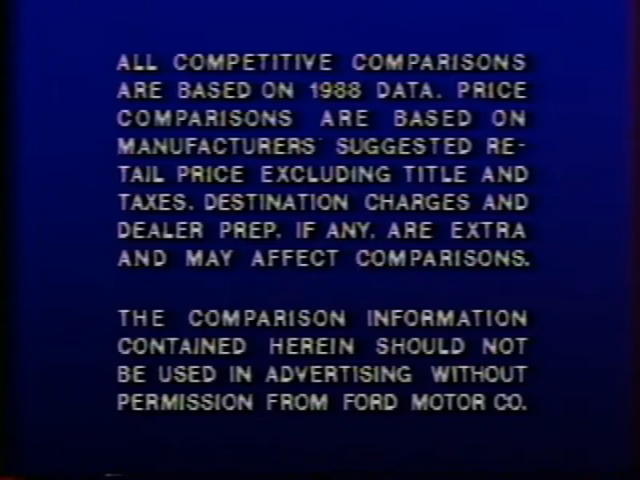 ALL COMPETITIVE COMPARISONS
ARE BASED ON 1988 DATA. PRICE
COMPARISONS ARE BASED ON
MANUFACTURERS' SUGGESTED RE-
TAIL PRICE EXCLUDING TITLE AND
TAXES. DESTINATION CHARGES AND
DEALER PREP, IF ANY, ARE EXTRA
AND MAY AFFECT COMPARISONS.
THE COMPARISON INFORMATION
CONTAINED HEREIN SHOULD NOT
BE USED IN ADVERTISING WITHOUT
PERMISSION FROM FORD MOTOR CO.